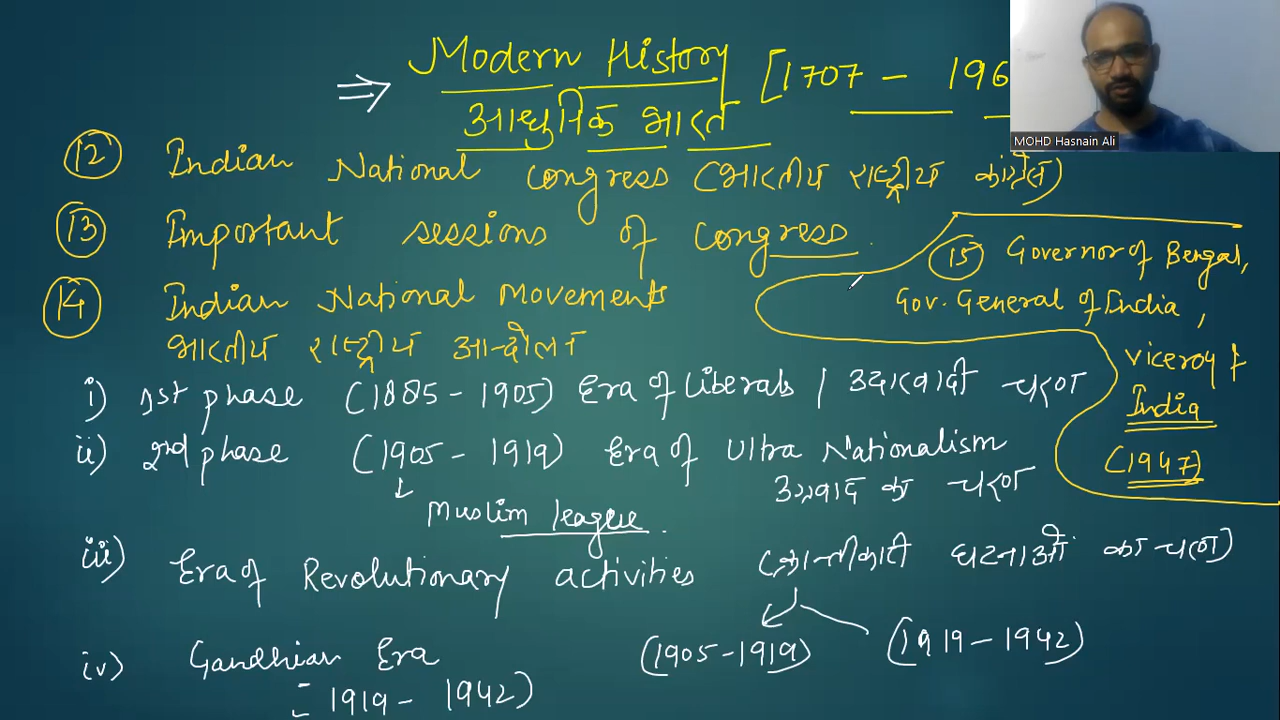 ⇒ Modern History [1707 - 196
आधुनिक भारत
MOHD Hasnain Ali
12 Indian National Congress (भारतीय राष्ट्रीय कांग्रेस)
13 Important sessions of Congress.
14 Indian National Movements
भारतीय राष्ट्रीय आन्दोलन
15 Governor of Bengal,
Gov. General of India,
Viceroy of
India
(1947)
i) 1st phase (1885 - 1905) Era of Liberals / उदारवादी चरण
ii) 2nd phase (1905 - 1919) Era of Ultra Nationalism
उग्रवाद का चरण
Muslim league.
iii) Era of Revolutionary activities (क्रान्तीकारी घटनाओं का चरण)
(1905-1919) (1919-1942)
iv) Gandhian Era
[1919 - 1942)